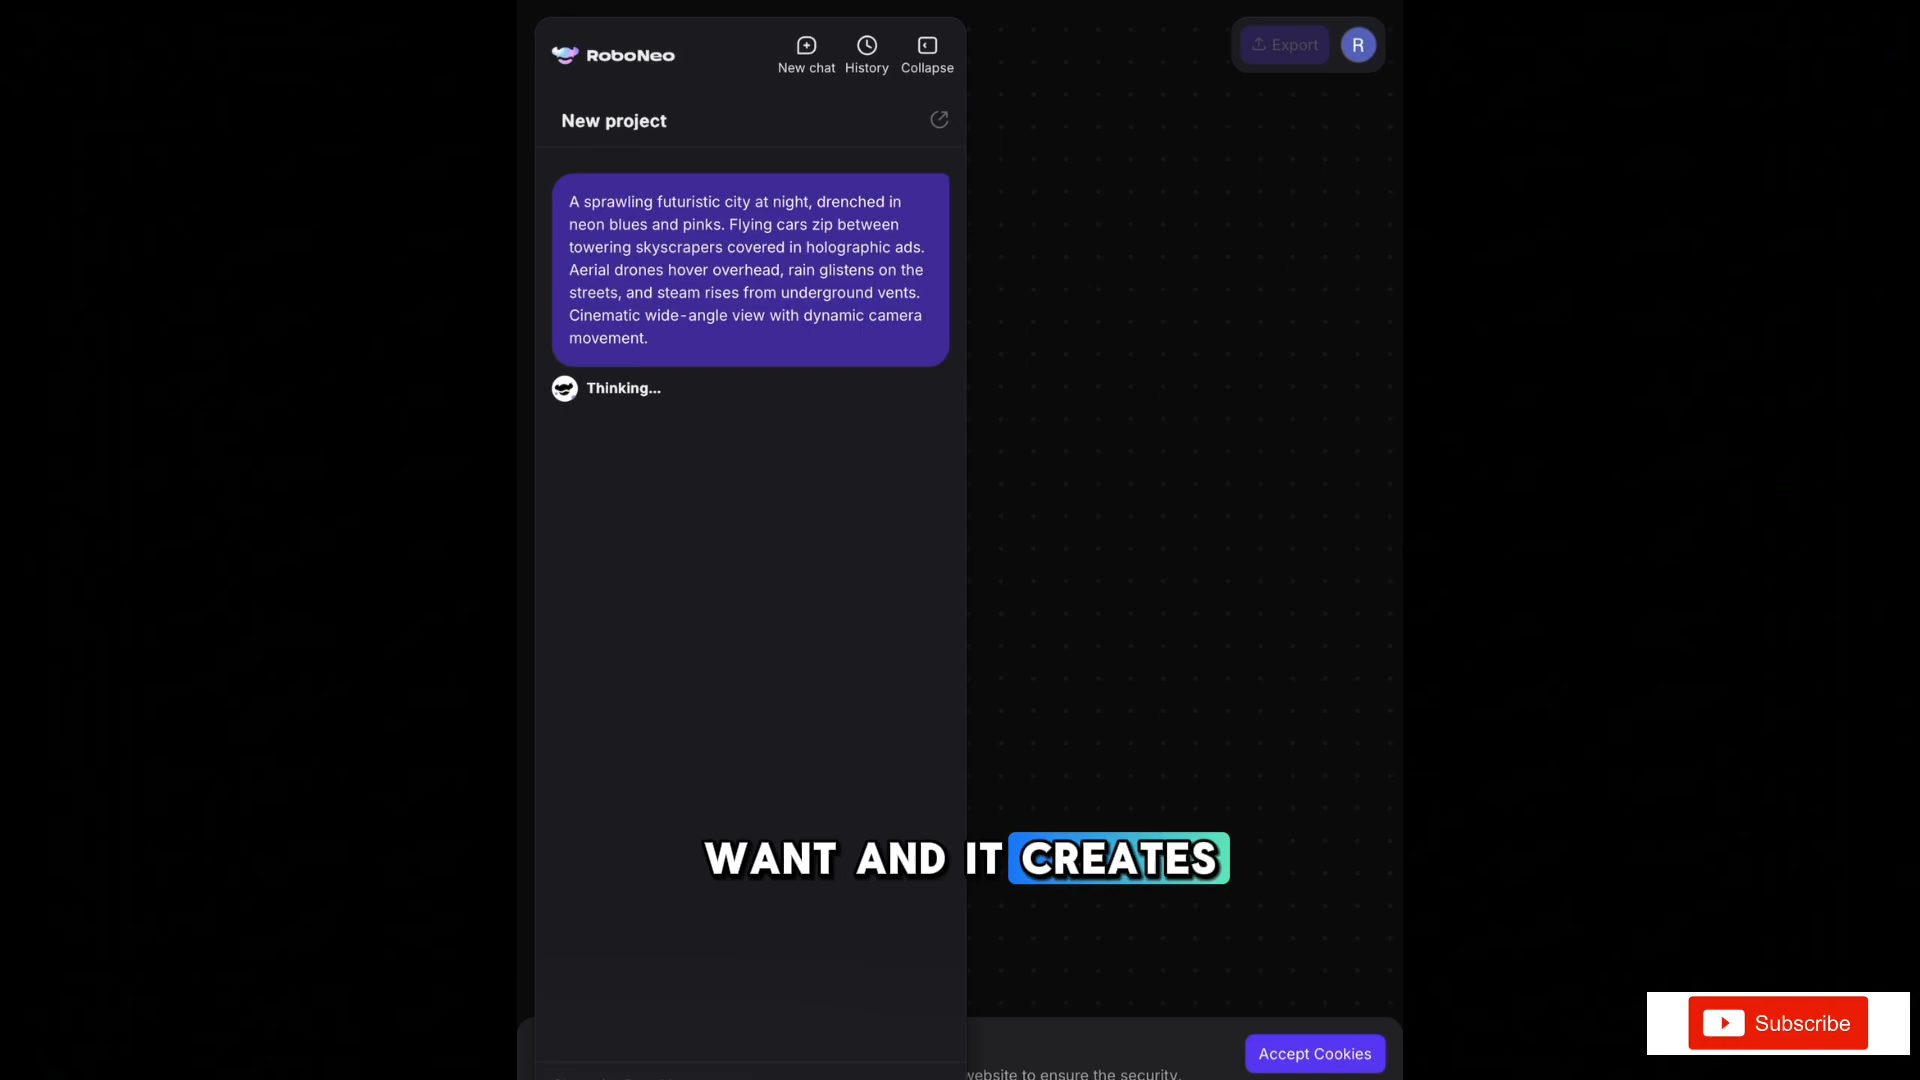 RoboNeo
New chat
History
Collapse
Export
R
New project
A sprawling futuristic city at night, drenched in
neon blues and pinks. Flying cars zip between
towering skyscrapers covered in holographic ads.
Aerial drones hover overhead, rain glistens on the
streets, and steam rises from underground vents.
Cinematic wide-angle view with dynamic camera
movement.
Thinking...
WANT AND IT CREATES
Subscribe
Accept Cookies
website to ensure the security.